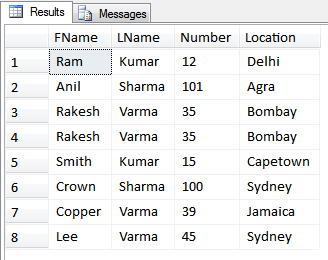 Results Messages
FName LName Number Location
1 Ram Kumar 12 Delhi
2 Anil Sharma 101 Agra
3 Rakesh Varma 35 Bombay
4 Rakesh Varma 35 Bombay
5 Smith Kumar 15 Capetown
6 Crown Sharma 100 Sydney
7 Copper Varma 39 Jamaica
8 Lee Varma 45 Sydney